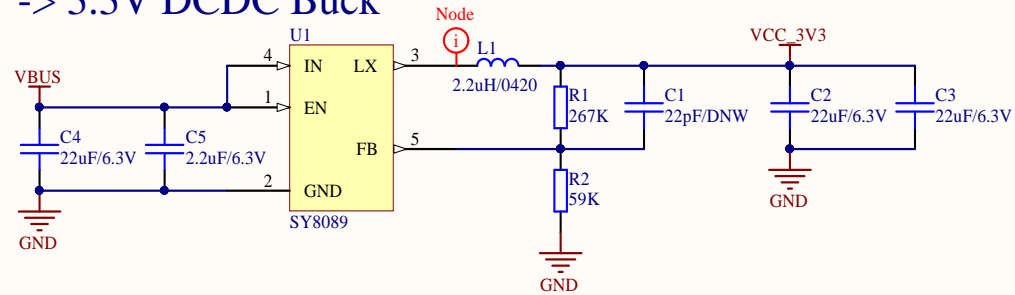 -> 3.3V DCDC Buck
Node
i
U1
4
IN
LX
3
L1
2.2uH/0420
VCC_3V3
VBUS
1
EN
R1
267K
C1
22pF/DNW
C2
22uF/6.3V
C3
22uF/6.3V
C4
22uF/6.3V
C5
2.2uF/6.3V
FB
5
2
GND
R2
59K
SY8089
GND
GND
GND